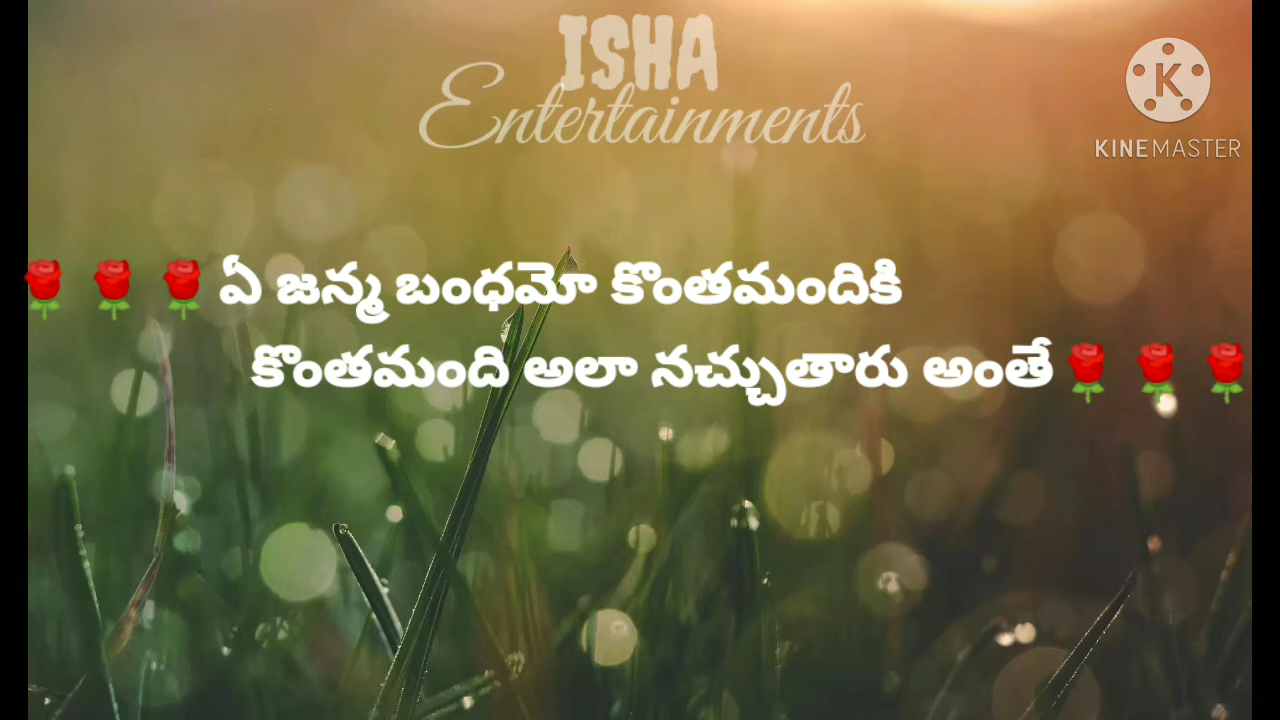 ISHA
Entertainments
KINEMASTER
🌹 🌹 🌹 ఏ జన్మ బంధమో కొంతమందికి
కొంతమంది అలా నచ్చుతారు అంతే🌹 🌹 🌹